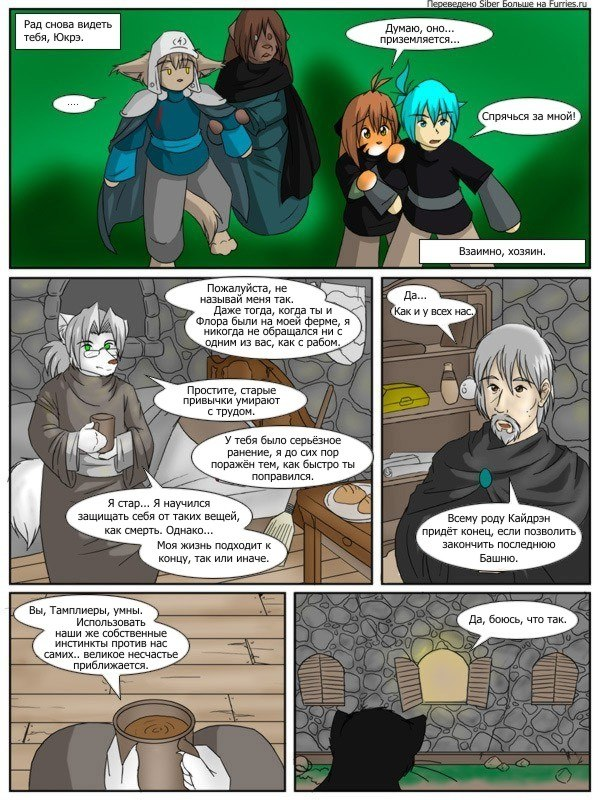 Переведено Siber Больше на Furries.ru
Рад снова видеть
тебя, Юкрэ.
....
Думаю, оно...
приземляется...
Спрячься за мной!
Взаимно, хозяин.
Пожалуйста, не
называй меня так.
Даже тогда, когда ты и
Флора были на моей ферме, я
никогда не обращался ни с
одним из вас, как с рабом.
Простите, старые
привычки умирают
с трудом.
У тебя было серьёзное
ранение, я до сих пор
поражён тем, как быстро ты
поправился.
Я стар... Я научился
защищать себя от таких вещей,
как смерть. Однако...
Моя жизнь подходит к
концу, так или иначе.
Да...
Как и у всех нас.
Всему роду Кайдрэн
придёт конец, если позволить
закончить последнюю
Башню.
Вы, Тамплиеры, умны.
Использовать
наши же собственные
инстинкты против нас
самих.. великое несчастье
приближается.
Да, боюсь, что так.